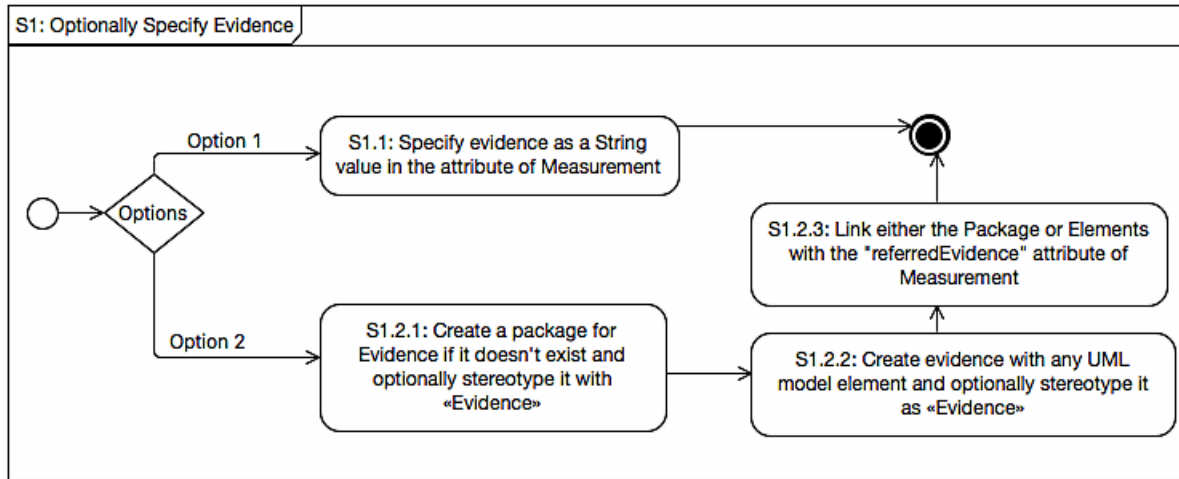 S1: Optionally Specify Evidence
Option 1
S1.1: Specify evidence as a String
value in the attribute of Measurement
Options
S1.2.3: Link either the Package or Elements
with the "referredEvidence" attribute of
Measurement
Option 2
S1.2.1: Create a package for
Evidence if it doesn't exist and
optionally stereotype it with
«Evidence»
S1.2.2: Create evidence with any UML
model element and optionally stereotype it
as «Evidence»